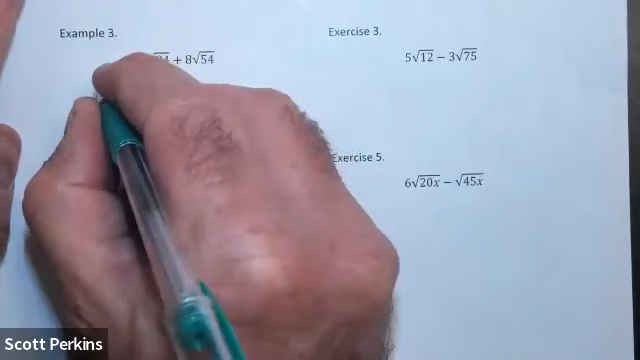 Example 3.
+ 8√54
Exercise 3.
5√12 − 3√75
Exercise 5.
6√20x − √45x
Scott Perkins